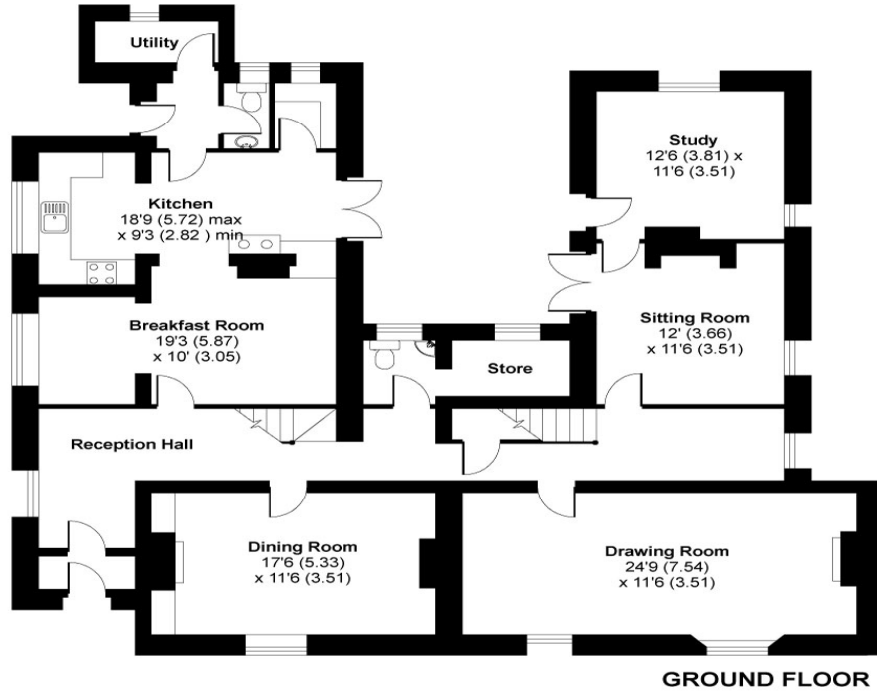 Utility
Study
12'6 (3.81) x
11'6 (3.51)
Kitchen
18'9 (5.72) max
x 9'3 (2.82 ) min
Breakfast Room
19'3 (5.87)
x 10' (3.05)
Sitting Room
12' (3.66)
x 11'6 (3.51)
Store
Reception Hall
Dining Room
17'6 (5.33)
x 11'6 (3.51)
Drawing Room
24'9 (7.54)
x 11'6 (3.51)
GROUND FLOOR